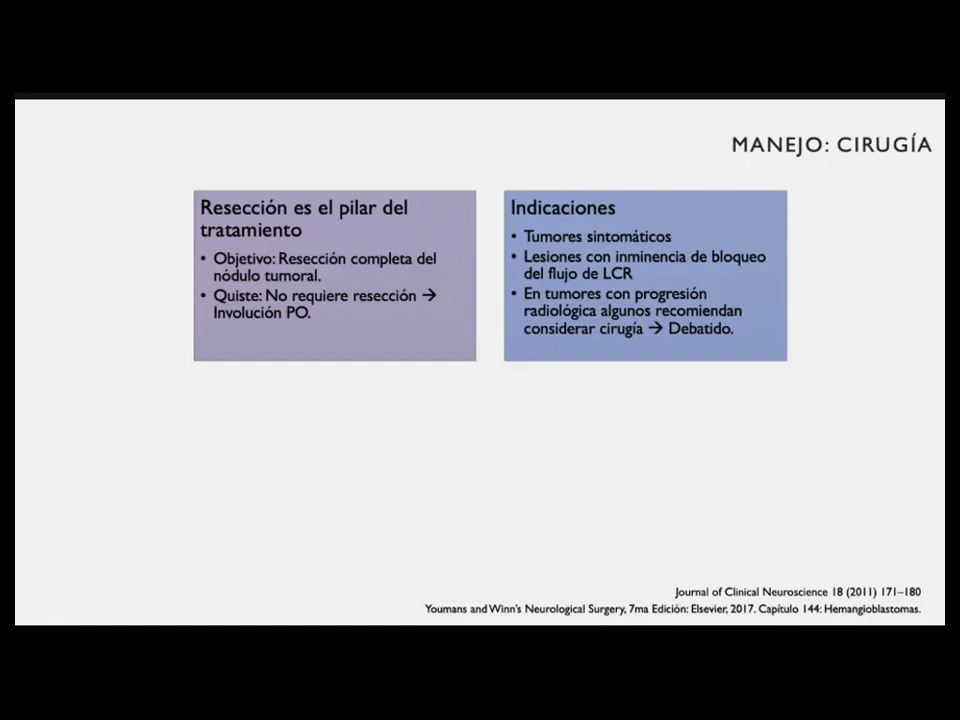 MANEJO: CIRUGÍA
Resección es el pilar del
tratamiento
• Objetivo: Resección completa del
nódulo tumoral.
• Quiste: No requiere resección →
Involución PO.
Indicaciones
• Tumores sintomáticos
• Lesiones con inminencia de bloqueo
del flujo de LCR
• En tumores con progresión
radiológica algunos recomiendan
considerar cirugía → Debatido.
Journal of Clinical Neuroscience 18 (2011) 171–180
Youmans and Winn's Neurological Surgery, 7ma Edición: Elsevier, 2017. Capítulo 144: Hemangioblastomas.